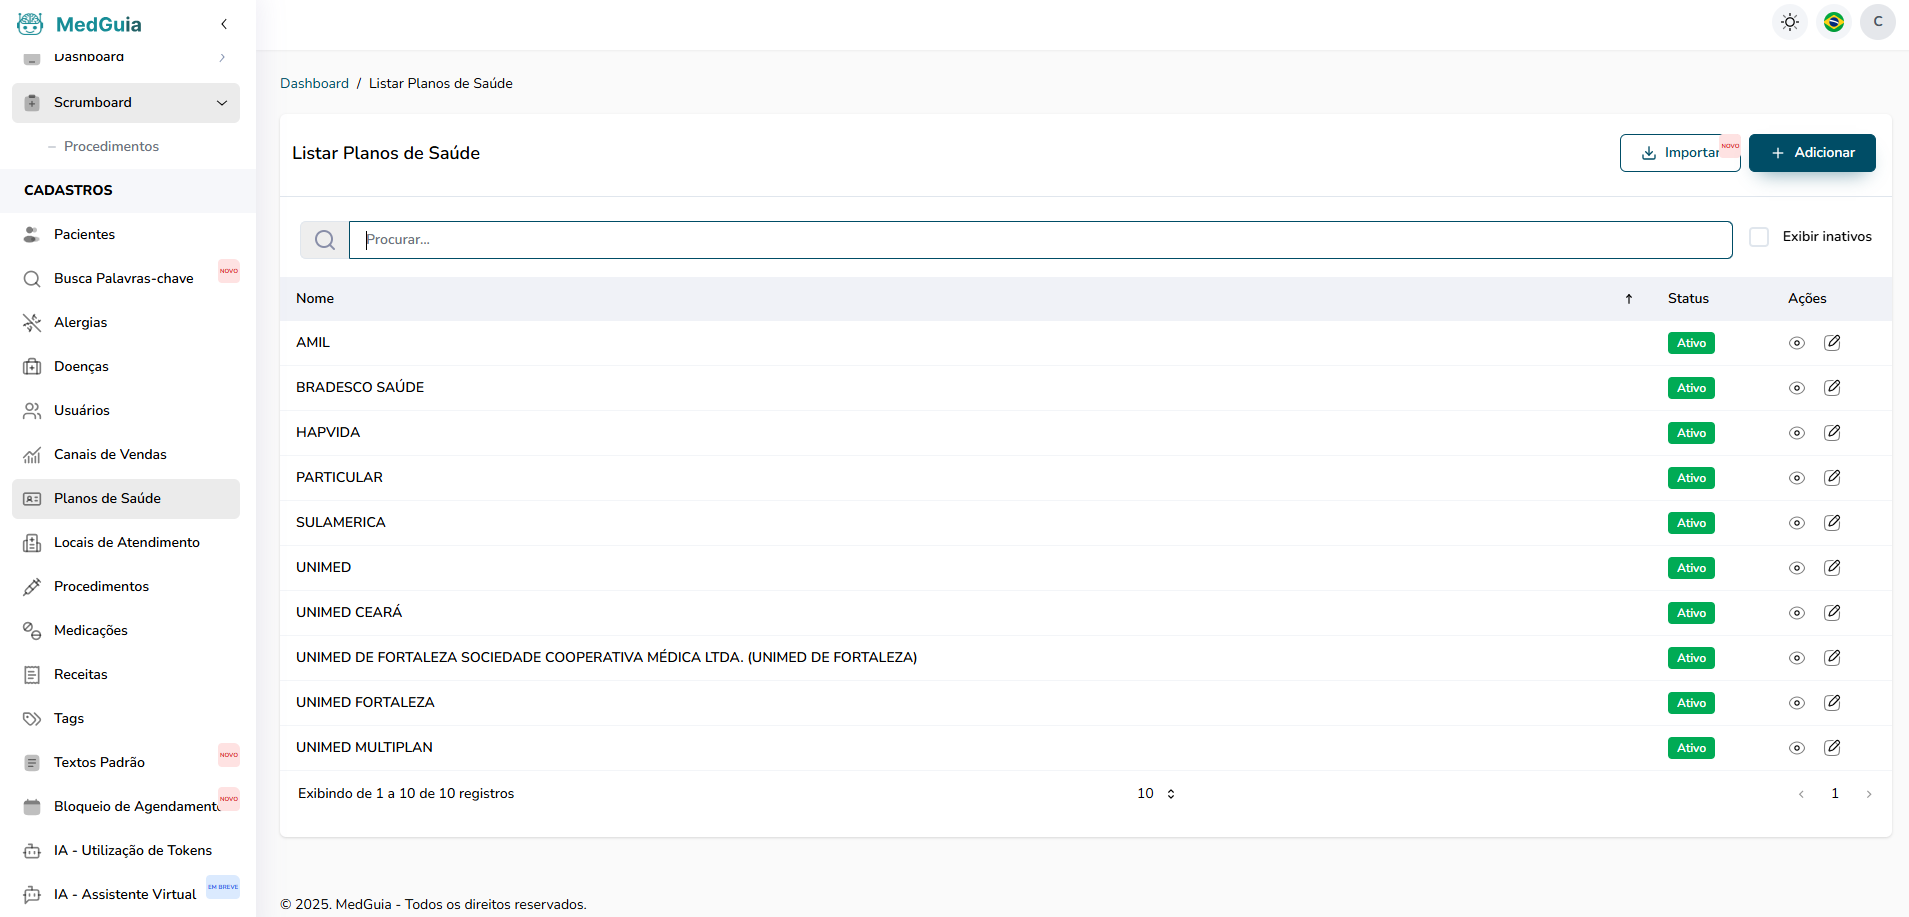 MedGuia
C
Dashboard
Scrumboard
Procedimentos
CADASTROS
Pacientes
Busca Palavras-chave NOVO
Alergias
Doenças
Usuários
Canais de Vendas
Planos de Saúde
Locais de Atendimento
Procedimentos
Medicações
Receitas
Tags
Textos Padrão NOVO
Bloqueio de Agendamento NOVO
IA - Utilização de Tokens
IA - Assistente Virtual EM BREVE
Dashboard / Listar Planos de Saúde
Listar Planos de Saúde
Importar NOVO
+ Adicionar
Procurar...
Exibir inativos
Nome ↑ Status Ações
AMIL Ativo
BRADESCO SAÚDE Ativo
HAPVIDA Ativo
PARTICULAR Ativo
SULAMERICA Ativo
UNIMED Ativo
UNIMED CEARÁ Ativo
UNIMED DE FORTALEZA SOCIEDADE COOPERATIVA MÉDICA LTDA. (UNIMED DE FORTALEZA) Ativo
UNIMED FORTALEZA Ativo
UNIMED MULTIPLAN Ativo
Exibindo de 1 a 10 de 10 registros 10 1
© 2025. MedGuia - Todos os direitos reservados.